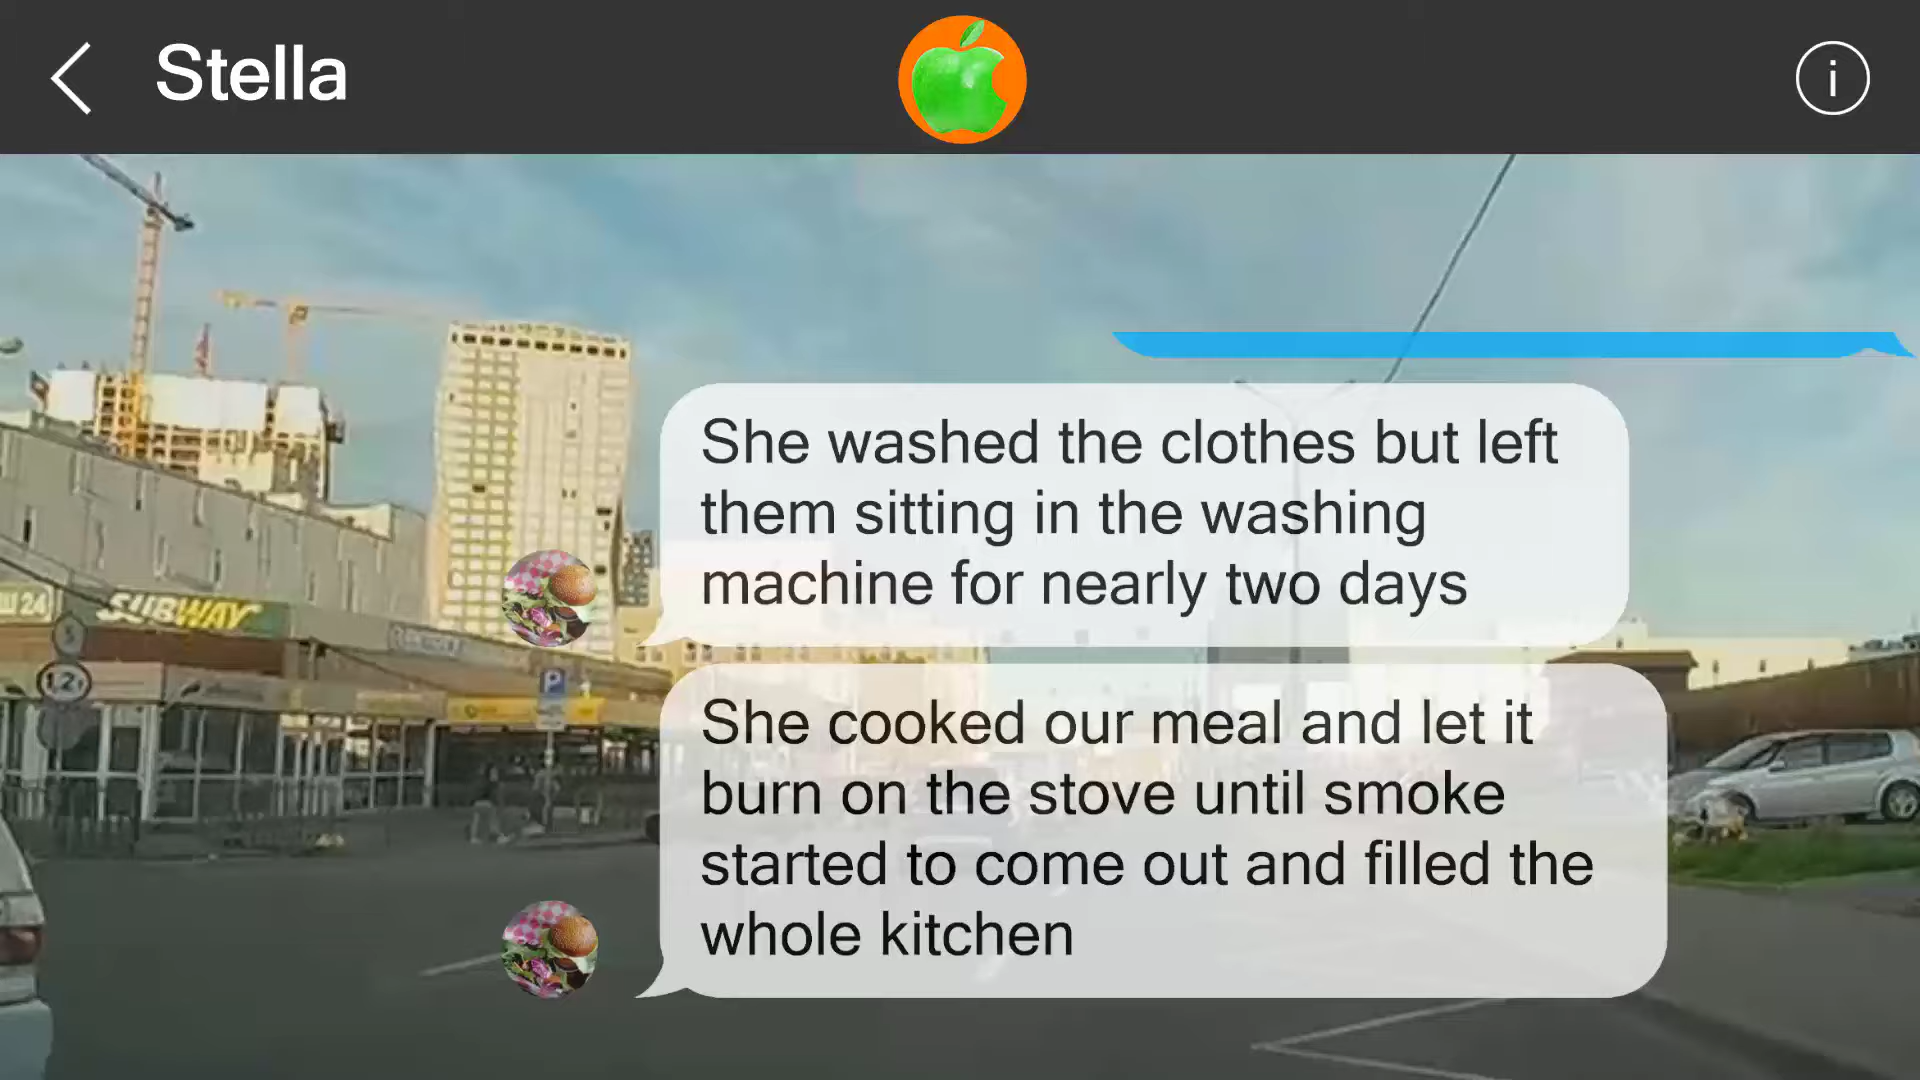 Stella
i
She washed the clothes but left
them sitting in the washing
machine for nearly two days
Ш 24
SUBWAY
5
P
She cooked our meal and let it
burn on the stove until smoke
started to come out and filled the
whole kitchen